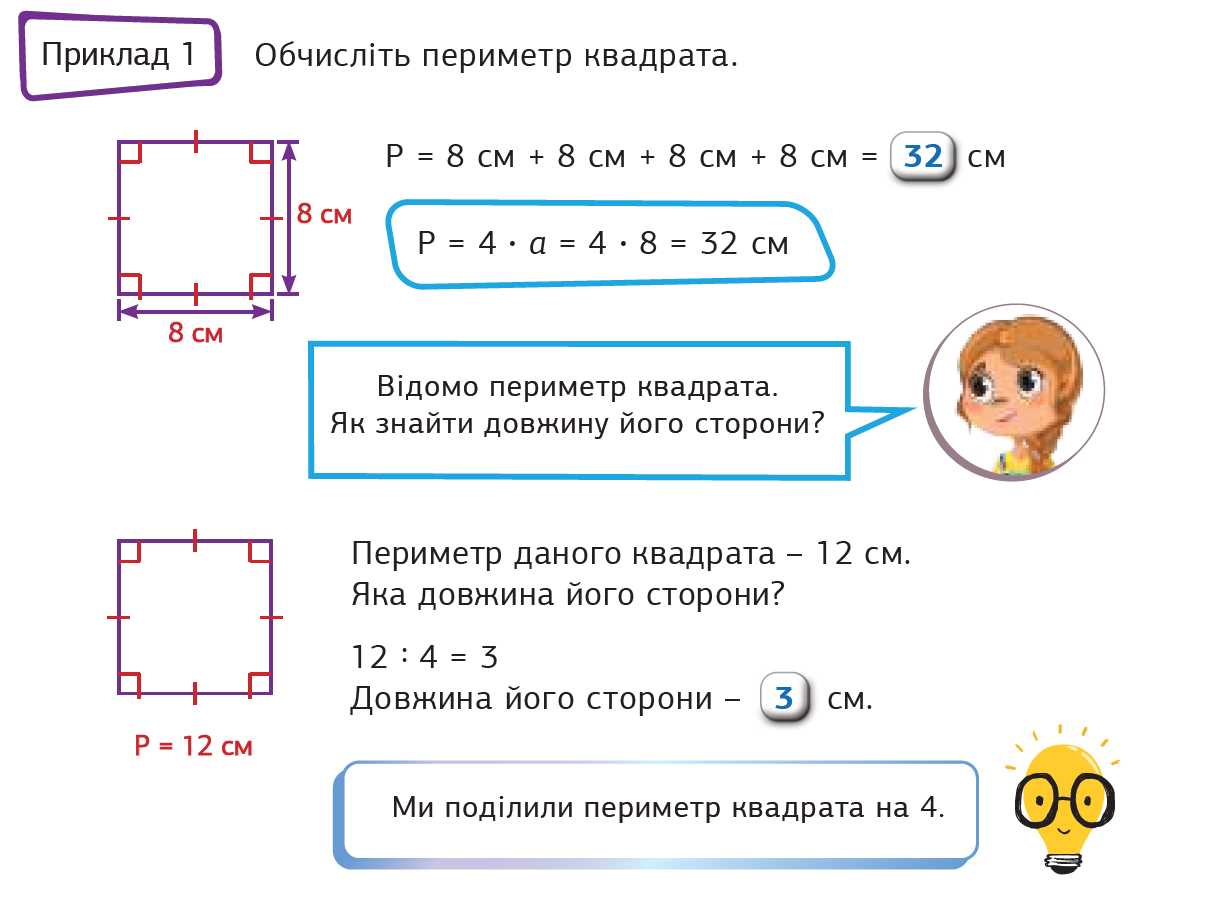 Приклад 1 Обчисліть периметр квадрата.
P = 8 см + 8 см + 8 см + 8 см = 32 см
8 см
P = 4 · a = 4 · 8 = 32 см
8 см
Відомо периметр квадрата.
Як знайти довжину його сторони?
Периметр даного квадрата – 12 см.
Яка довжина його сторони?
12 : 4 = 3
Довжина його сторони – 3 см.
P = 12 см
Ми поділили периметр квадрата на 4.